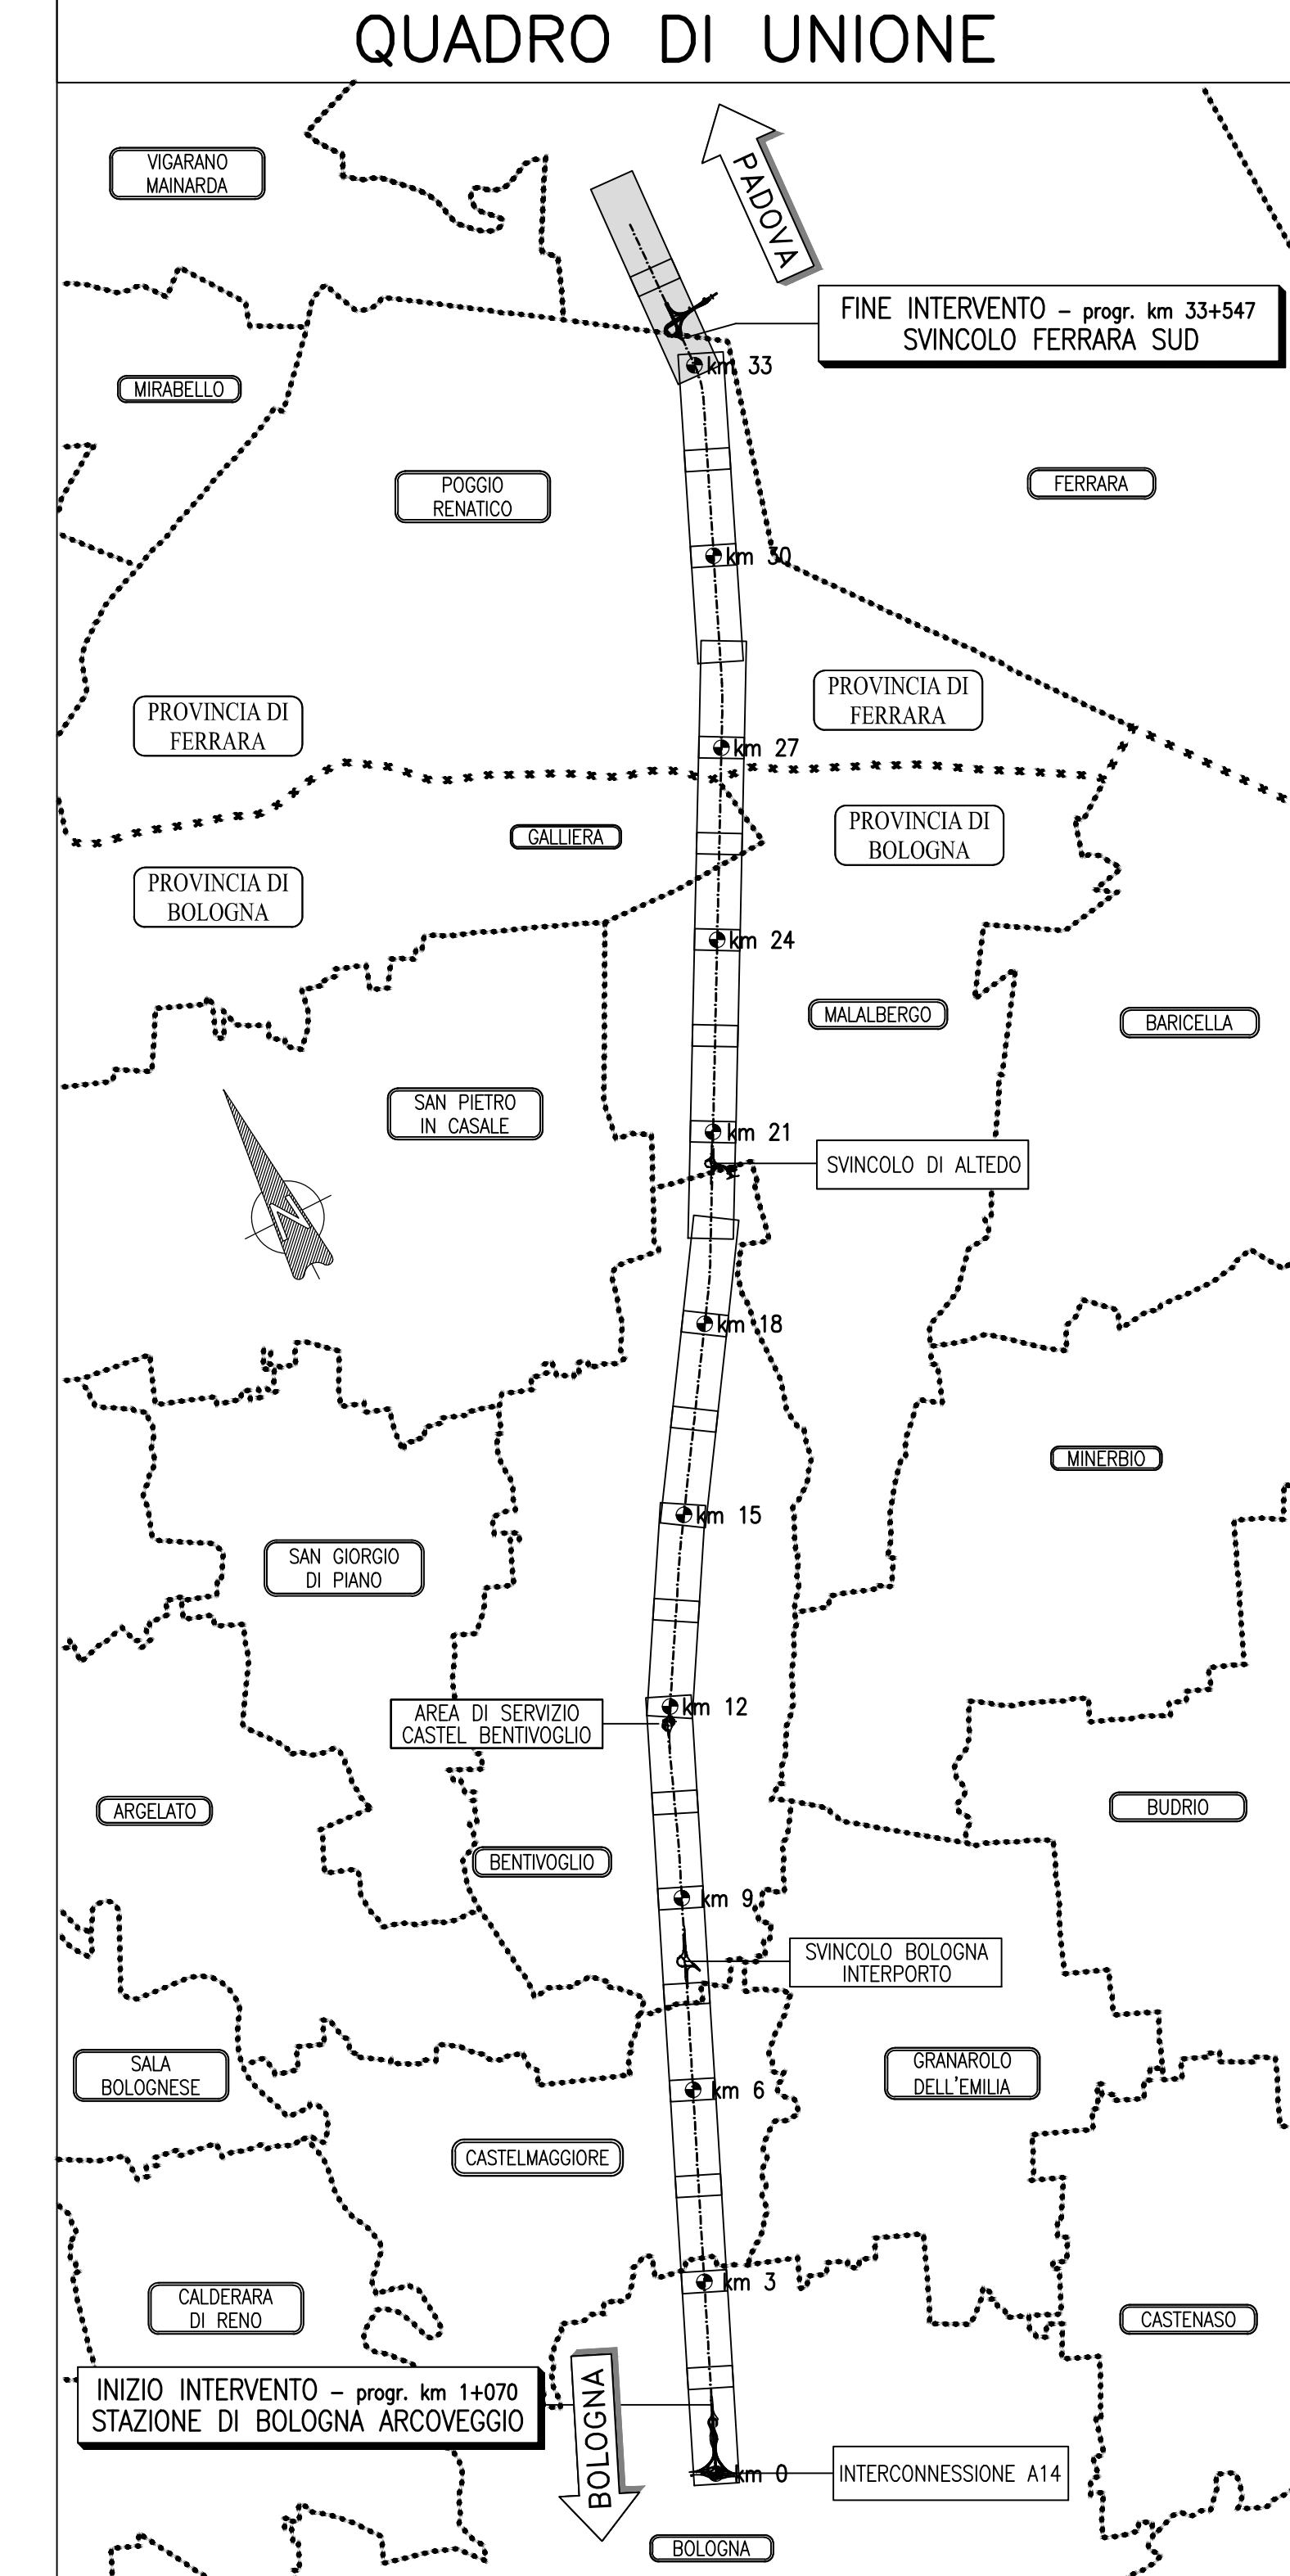 QUADRO DI UNIONE
VIGARANO
MAINARDA
PADOVA
FINE INTERVENTO – progr. km 33+547
SVINCOLO FERRARA SUD
km 33
MIRABELLO
POGGIO
RENATICO
FERRARA
km 30
PROVINCIA DI
FERRARA
PROVINCIA DI
FERRARA
km 27
GALLIERA
PROVINCIA DI
BOLOGNA
PROVINCIA DI
BOLOGNA
km 24
MALALBERGO
BARICELLA
SAN PIETRO
IN CASALE
km 21
SVINCOLO DI ALTEDO
N
km 18
MINERBIO
km 15
SAN GIORGIO
DI PIANO
km 12
AREA DI SERVIZIO
CASTEL BENTIVOGLIO
ARGELATO
BUDRIO
BENTIVOGLIO
km 9
SVINCOLO BOLOGNA
INTERPORTO
SALA
BOLOGNESE
GRANAROLO
DELL'EMILIA
km 6
CASTELMAGGIORE
km 3
CALDERARA
DI RENO
CASTENASO
INIZIO INTERVENTO – progr. km 1+070
STAZIONE DI BOLOGNA ARCOVEGGIO
BOLOGNA
km 0
INTERCONNESSIONE A14
BOLOGNA